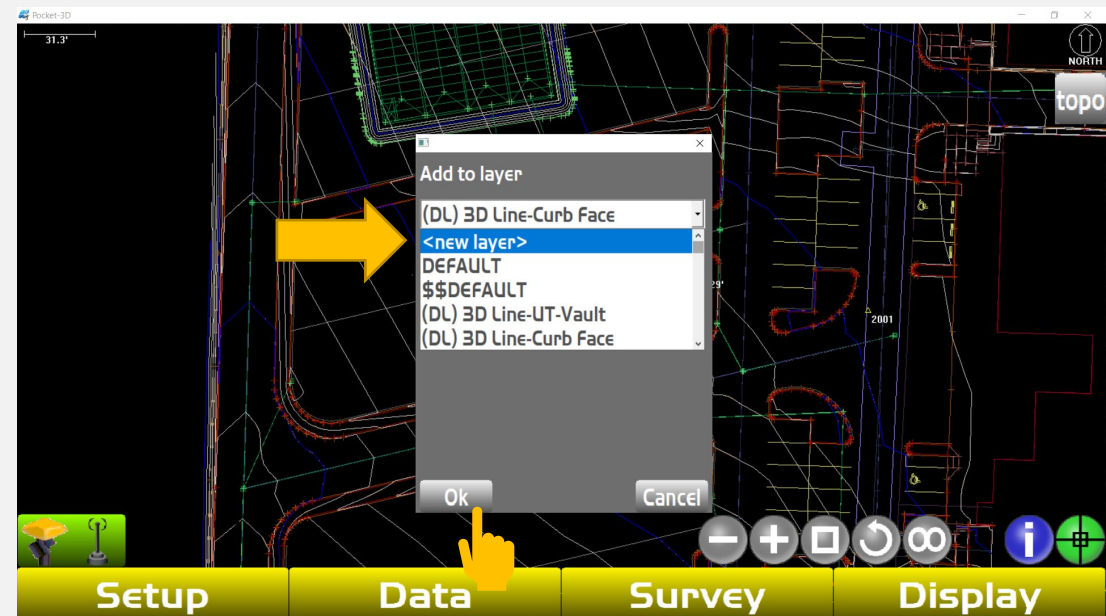 Pocket-3D
31.3'
NORTH
topo
Add to layer
(DL) 3D Line-Curb Face
<new layer>
DEFAULT
$$DEFAULT
(DL) 3D Line-UT-Vault
(DL) 3D Line-Curb Face
29'
2001
Ok
Cancel
Setup
Data
Survey
Display